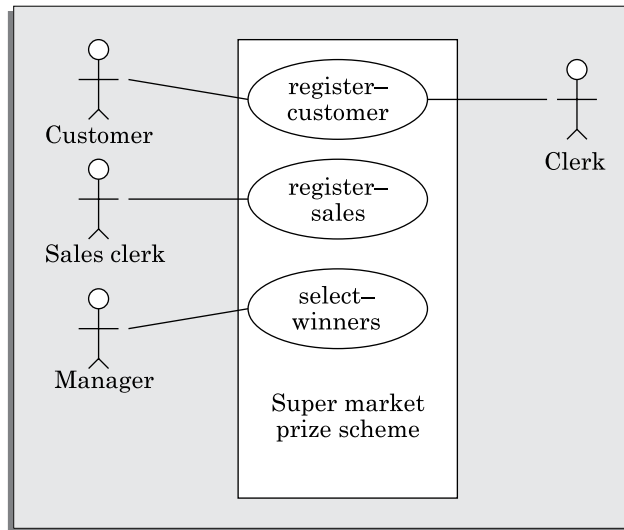 Customer
Sales clerk
Manager
register–
customer
register–
sales
select–
winners
Super market
prize scheme
Clerk